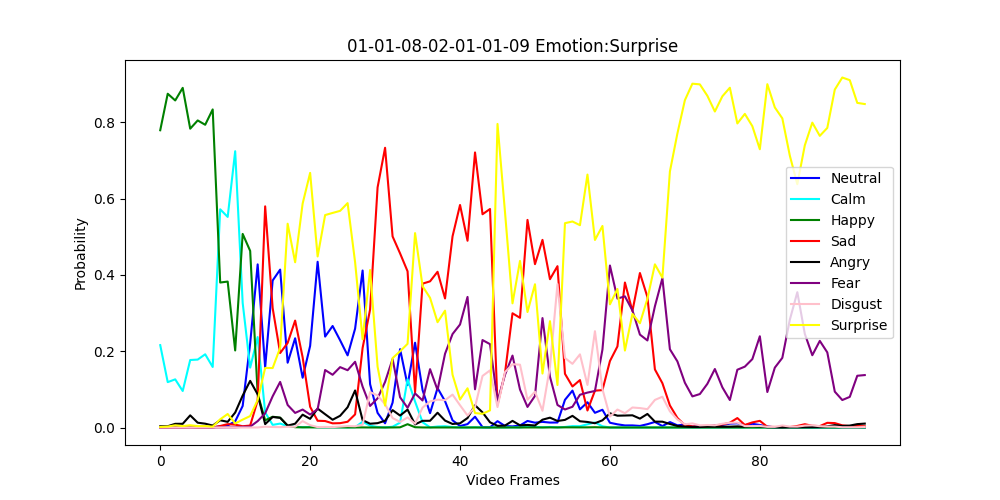 01-01-08-02-01-01-09 Emotion:Surprise
Probability
0.8
0.6
0.4
0.2
0.0
0
20
40
60
80
Video Frames
Neutral
Calm
Happy
Sad
Angry
Fear
Disgust
Surprise